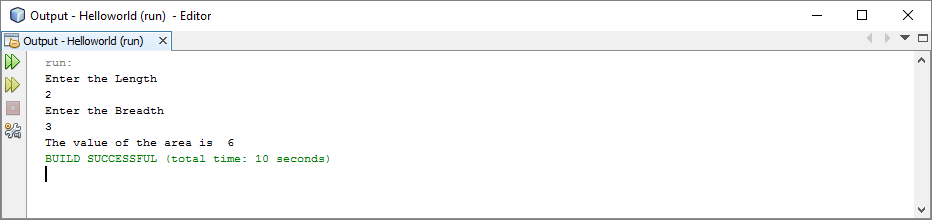 Output - Helloworld (run)  - Editor
Output - Helloworld (run)
run:
Enter the Length
2
Enter the Breadth
3
The value of the area is  6
BUILD SUCCESSFUL (total time: 10 seconds)